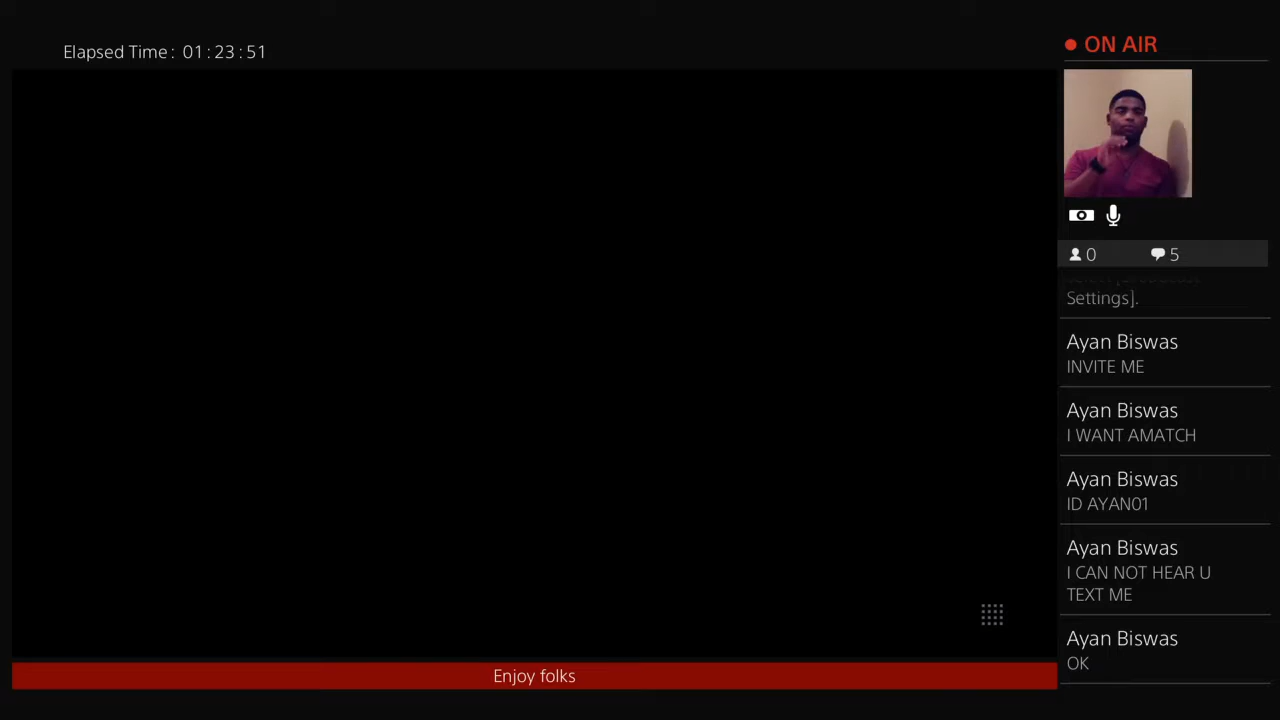 Elapsed Time: 01:23:51
ON AIR
0 5
Settings].
Ayan Biswas
INVITE ME
Ayan Biswas
I WANT AMATCH
Ayan Biswas
ID AYAN01
Ayan Biswas
I CAN NOT HEAR U
TEXT ME
Ayan Biswas
OK
Enjoy folks